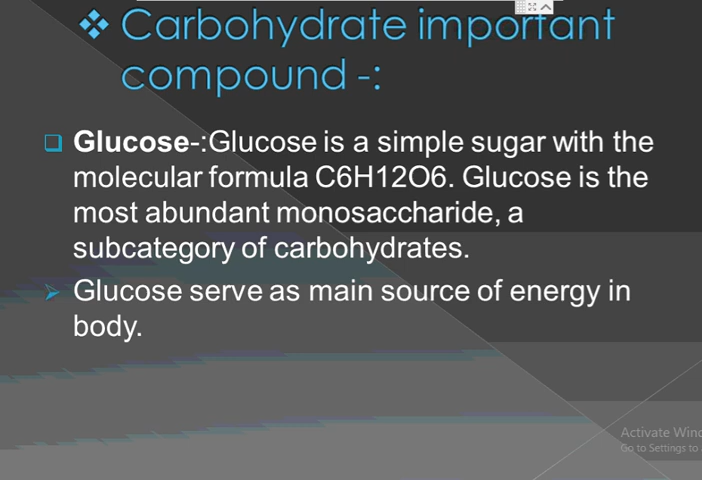 Carbohydrate important
compound -:
Glucose-:Glucose is a simple sugar with the
molecular formula C6H12O6. Glucose is the
most abundant monosaccharide, a
subcategory of carbohydrates.
Glucose serve as main source of energy in
body.
Activate
Go to Settings to